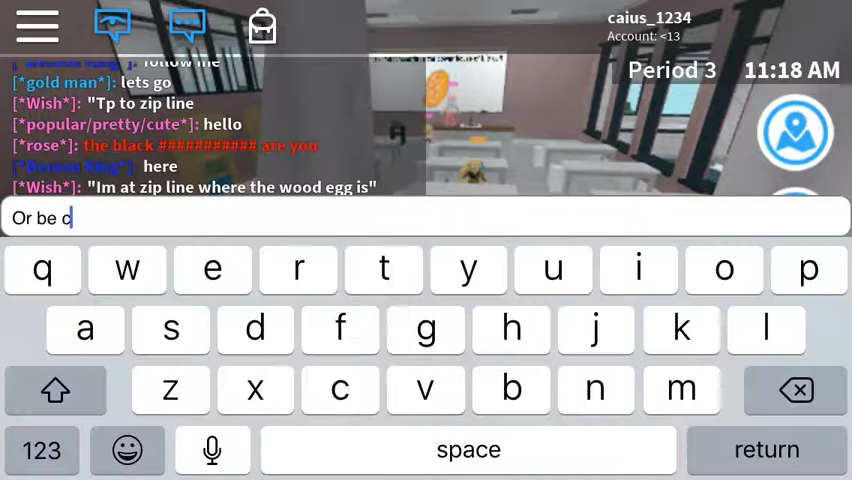 caius_1234
Account: <13
Period 3 11:18 AM
follow me
[*gold man*]: lets go
[*Wish*]: "Tp to zip line
[*popular/pretty/cute*]: hello
[*rose*]: the black ########### are you
[*Demon King*]: here
[*Wish*]: "Im at zip line where the wood egg is"
Or be c
q w e r t y u i o p
a s d f g h j k l
z x c v b n m
123 space return